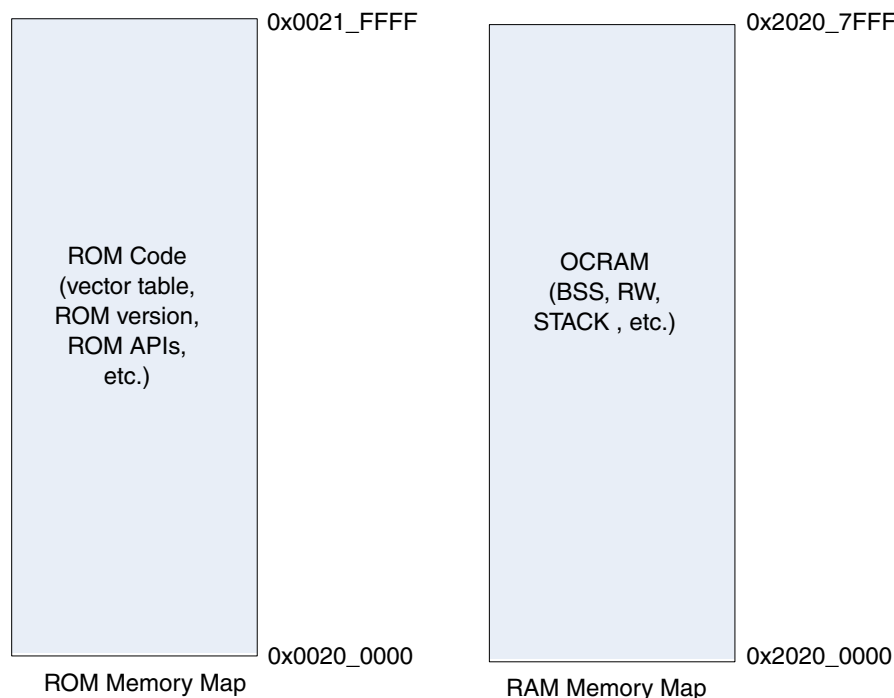 0x0021_FFFF
ROM Code
(vector table,
ROM version,
ROM APIs,
etc.)
0x0020_0000
ROM Memory Map
0x2020_7FFF
OCRAM
(BSS, RW,
STACK , etc.)
0x2020_0000
RAM Memory Map